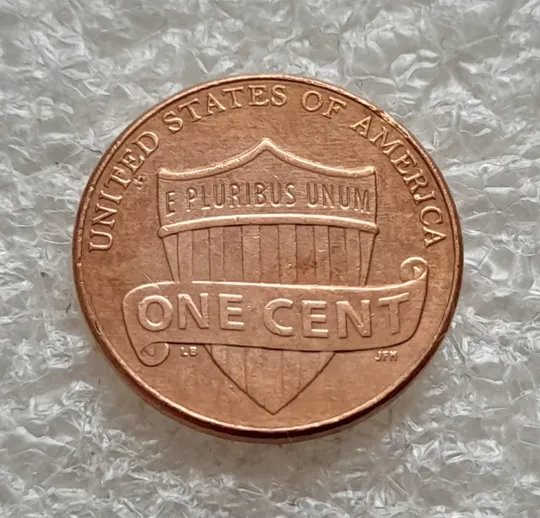 UNITED STATES OF AMERICA
E PLURIBUS UNUM
ONE CENT
LB
JFM